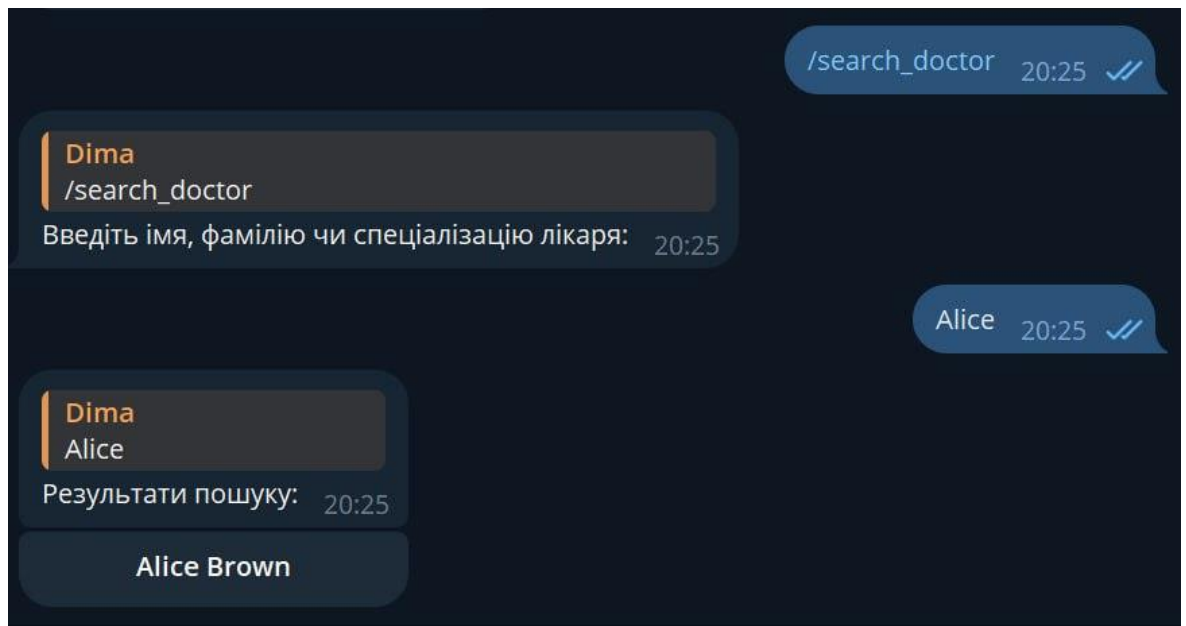 /search_doctor 20:25
Dima
/search_doctor
Введіть імя, фамілію чи спеціалізацію лікаря: 20:25
Alice 20:25
Dima
Alice
Результати пошуку: 20:25
Alice Brown